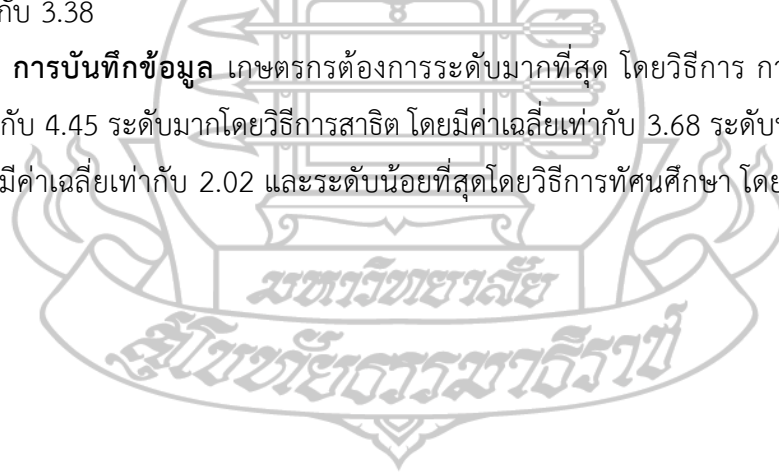 กับ 3.38
การบันทึกข้อมูล เกษตรกรต้องการระดับมากที่สุด โดยวิธีการ กา
กับ 4.45 ระดับมากโดยวิธีการสาธิต โดยมีค่าเฉลี่ยเท่ากับ 3.68 ระดับ
มีค่าเฉลี่ยเท่ากับ 2.02 และระดับน้อยที่สุดโดยวิธีการทัศนศึกษา โดย
มหาวิทยาลัย
สุโขทัยธรรมาธิราช